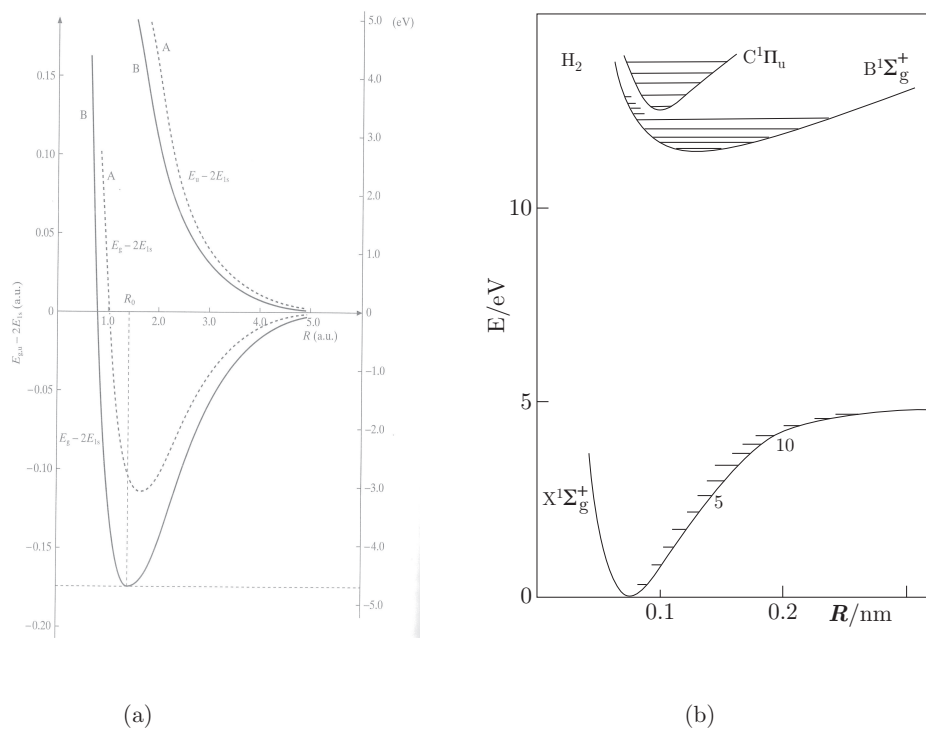 5.0 (eV)
A
0.15
B
4.0
B
0.10
3.0
A
E_u − 2E_1s
2.0
0.05
E_g − 2E_1s
1.0
R_0
0
0
1.0 2.0 3.0 4.0 5.0
R (a.u.)
E_g,u − 2E_1s (a.u.)
−0.05
−1.0
−2.0
E_g − 2E_1s
−0.10
−3.0
−0.15
−4.0
−5.0
−0.20
(a)
H₂
C¹Π_u
B¹Σ_g⁺
10
E/eV
5
10
X¹Σ_g⁺
5
0
0.1 0.2 R/nm
(b)